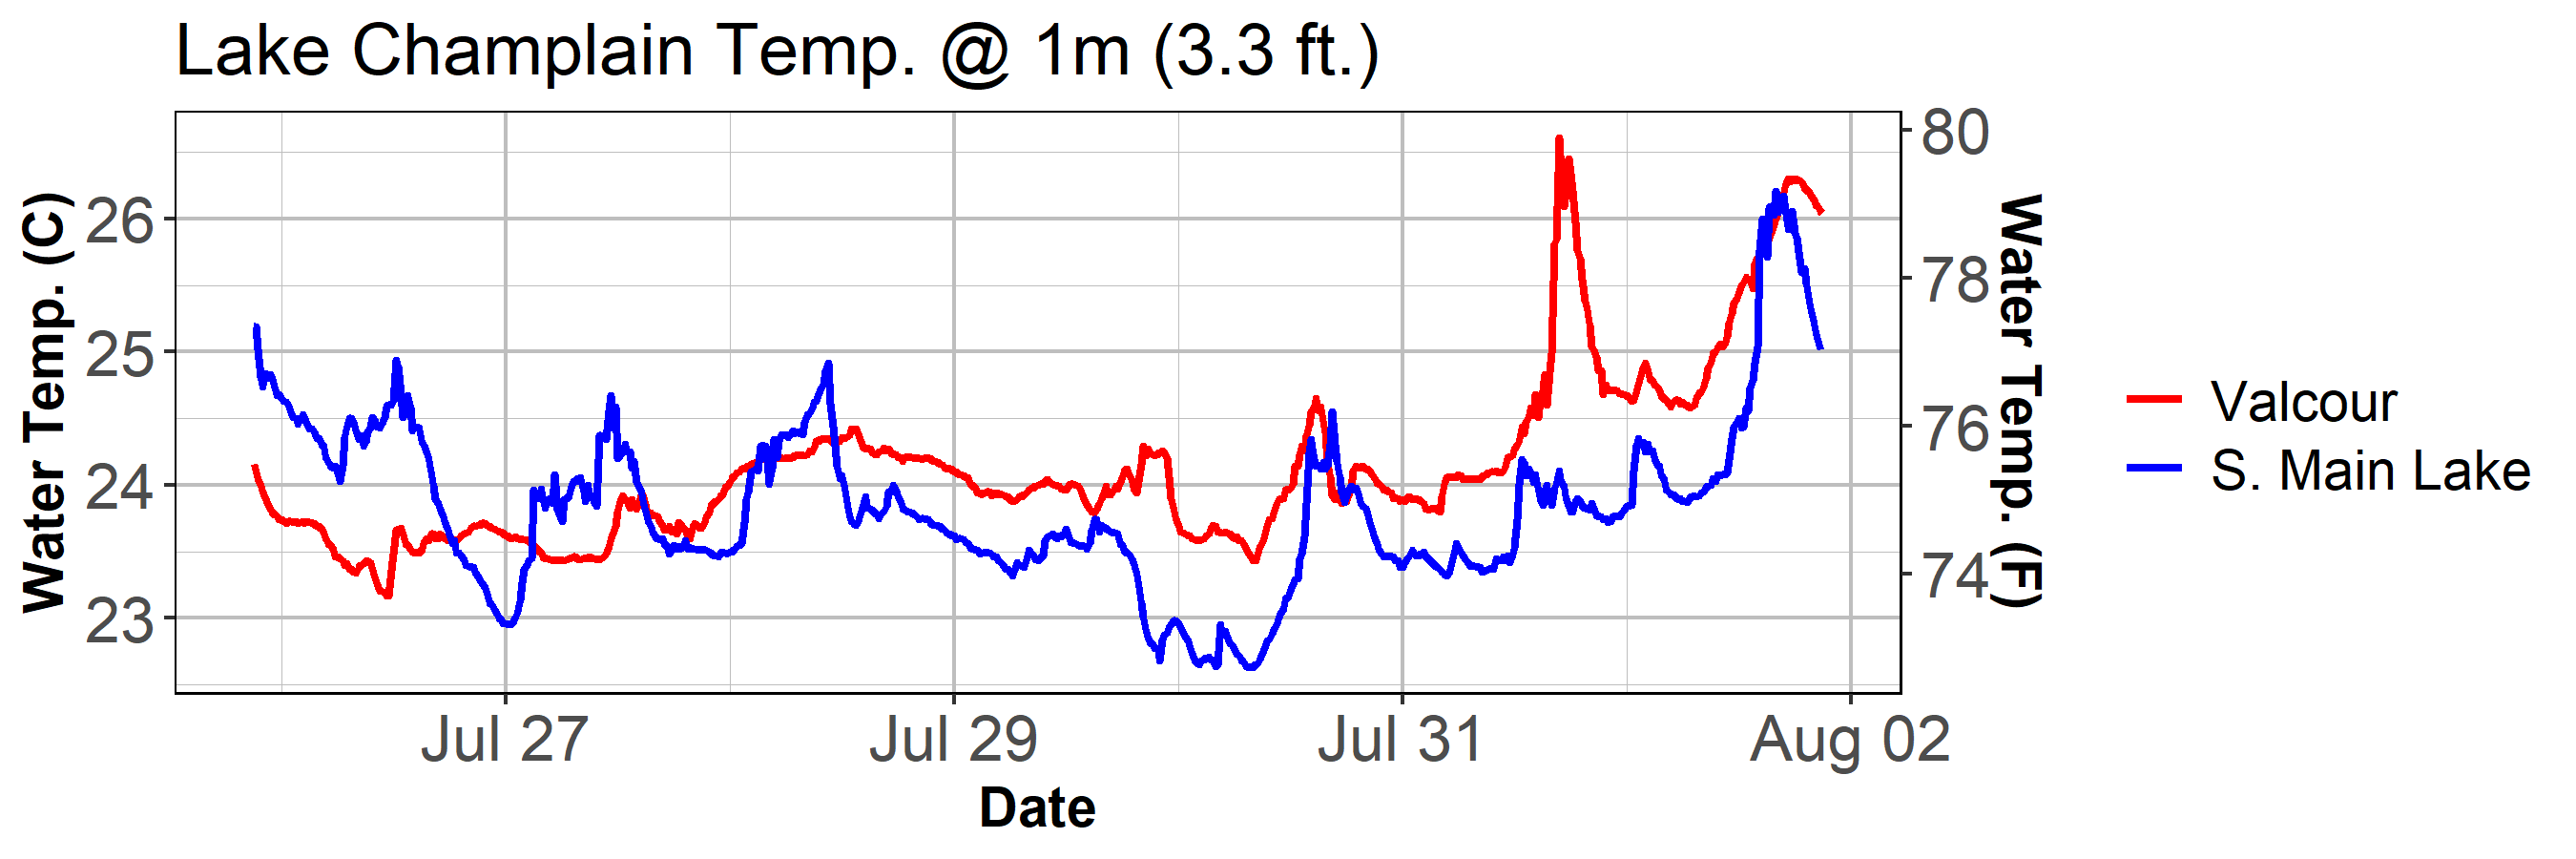 Lake Champlain Temp. @ 1m (3.3 ft.)
Water Temp. (C)
26
25
24
23
80
78
76
74
Water Temp. (F)
Jul 27
Jul 29
Jul 31
Aug 02
Date
Valcour
S. Main Lake